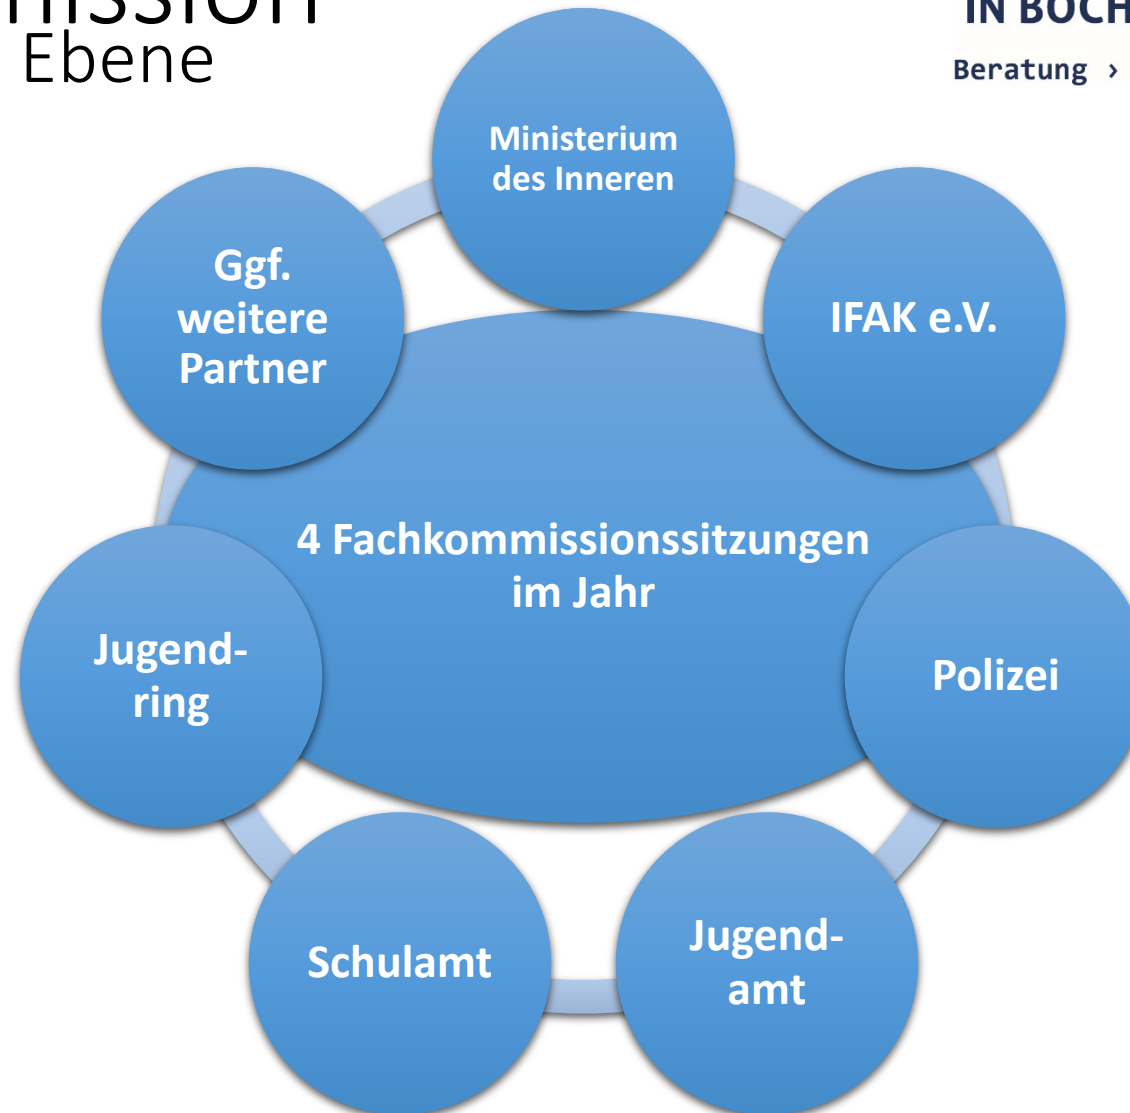 mission
Ebene
IN BOCH
Beratung ›
Ministerium
des Inneren
Ggf.
weitere
Partner
IFAK e.V.
4 Fachkommissionssitzungen
im Jahr
Jugend-
ring
Polizei
Schulamt
Jugend-
amt